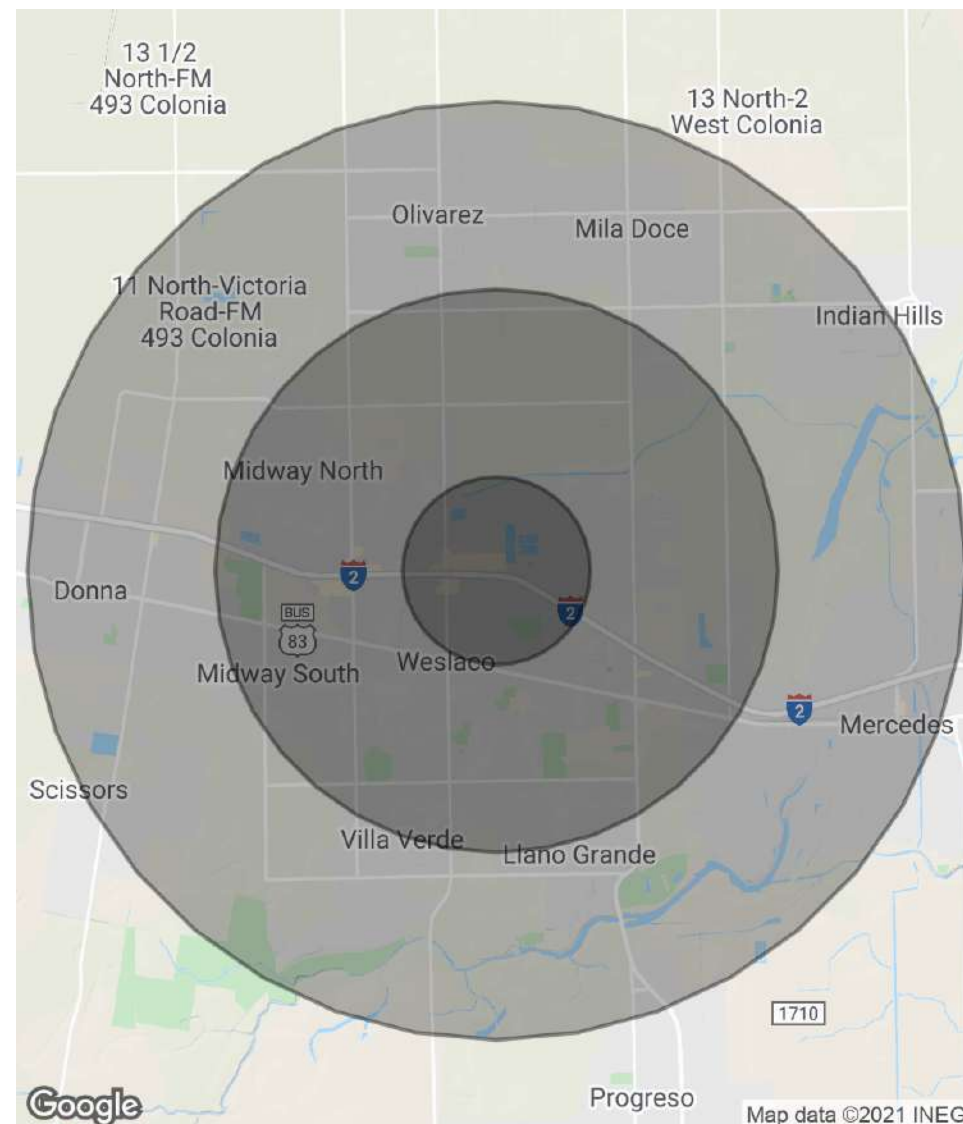 13 1/2
North-FM
493 Colonia
13 North-2
West Colonia
Olivarez
Mila Doce
11 North-Victoria
Road-FM
493 Colonia
Indian Hills
Midway North
2
Donna
BUS
83
2
Midway South
Weslaco
2
Mercedes
Scissors
Villa Verde
Llano Grande
1710
Progreso
Google
Map data ©2021 INEG